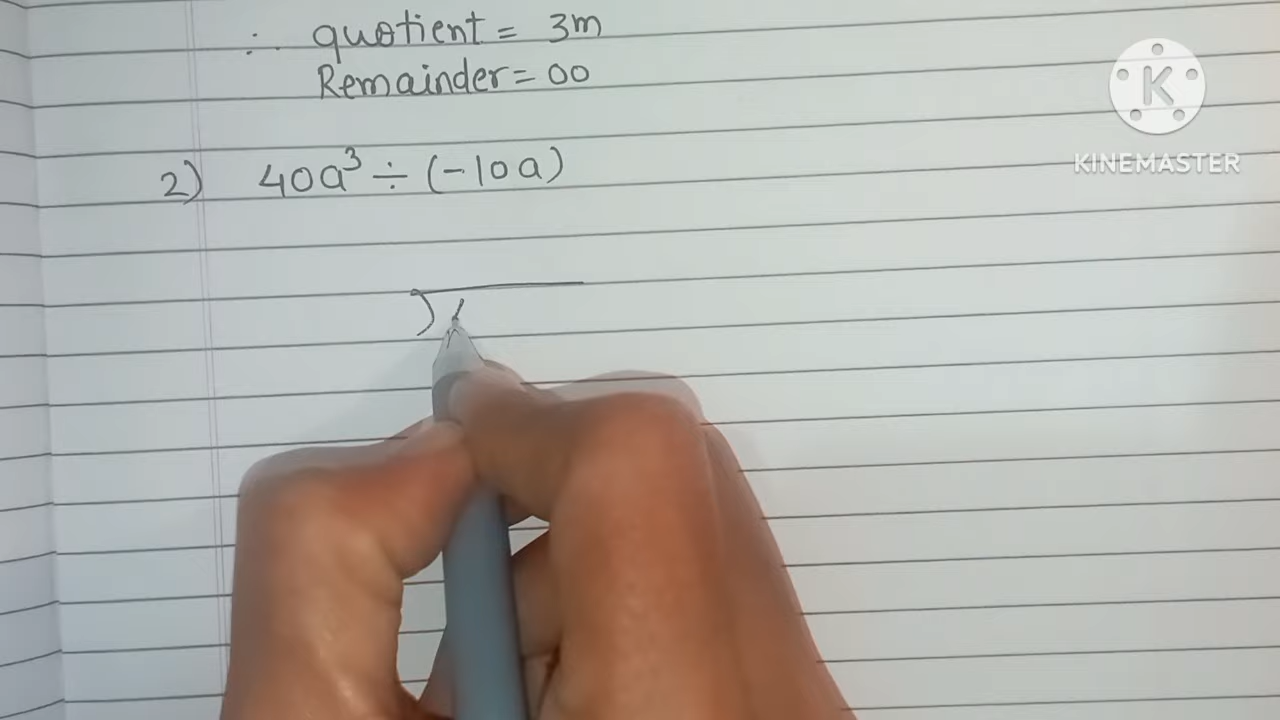 ∴ quotient = 3m
Remainder = 00
K
KINEMASTER
2) 40a³ ÷ (-10a)